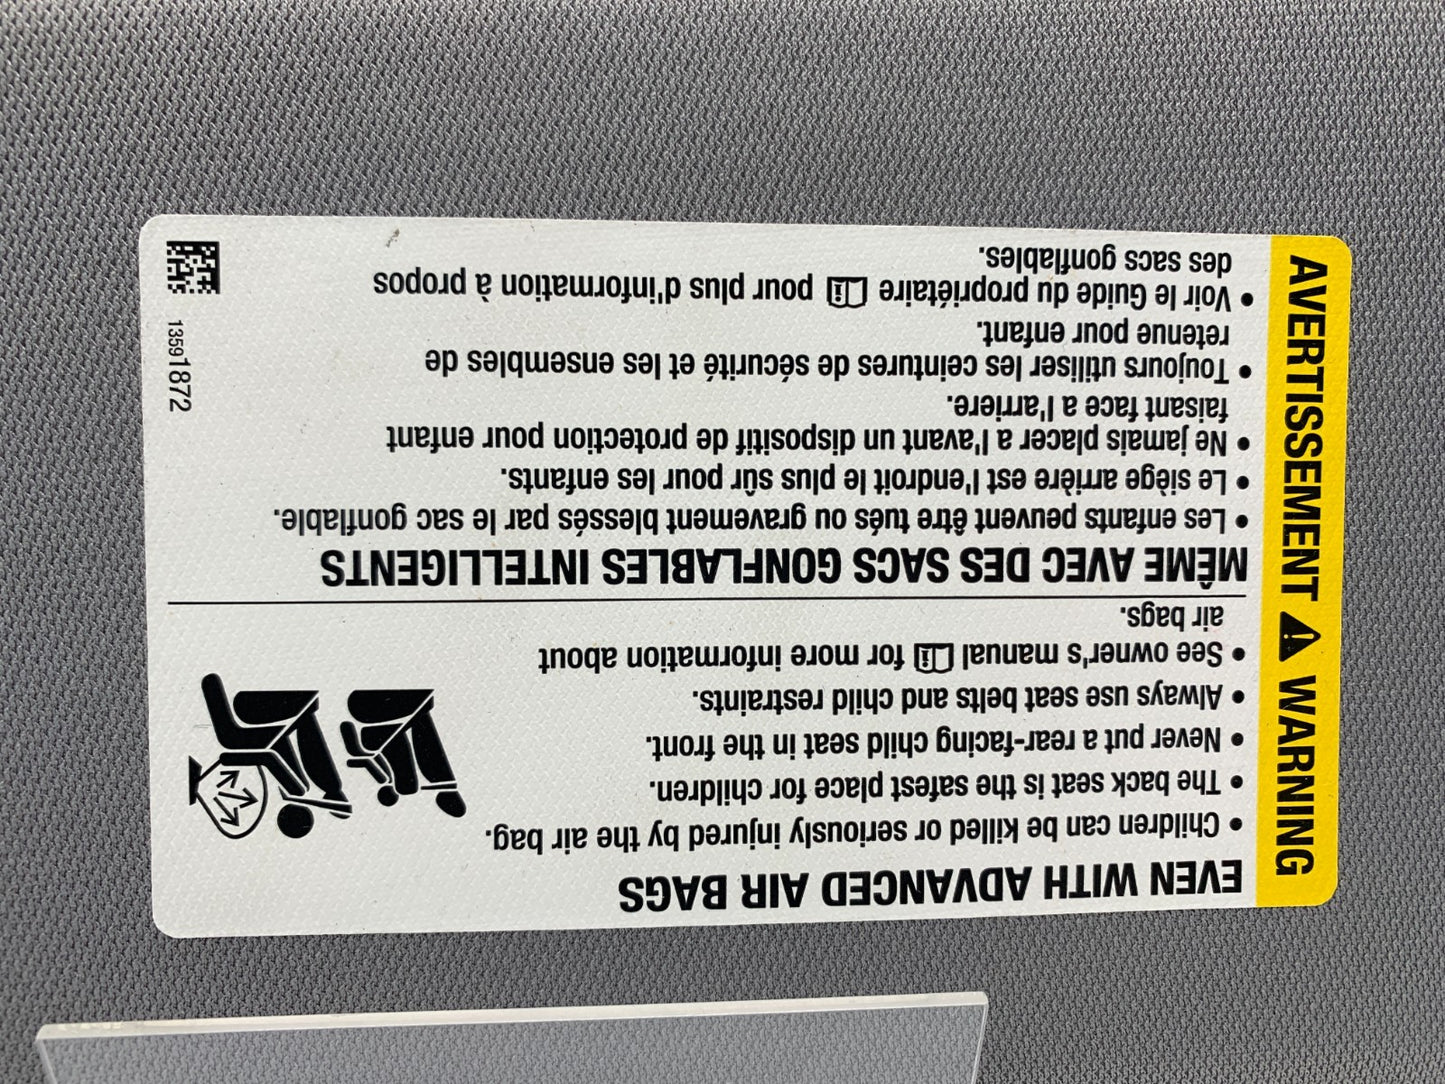 WARNING ⚠ AVERTISSEMENT
EVEN WITH ADVANCED AIR BAGS
• Children can be killed or seriously injured by the air bag.
• The back seat is the safest place for children.
• Never put a rear-facing child seat in the front.
• Always use seat belts and child restraints.
• See owner's manual for more information about
air bags.
MÊME AVEC DES SACS GONFLABLES INTELLIGENTS
• Les enfants peuvent être tués ou gravement blessés par le sac gonflable.
• Le siège arrière est l'endroit le plus sûr pour les enfants.
• Ne jamais placer a l'avant un dispositif de protection pour enfant
faisant face a l'arriere.
• Toujours utiliser les ceintures de sécurité et les ensembles de
retenue pour enfant.
• Voir le Guide du propriétaire pour plus d'information à propos
des sacs gonflables.
13591872